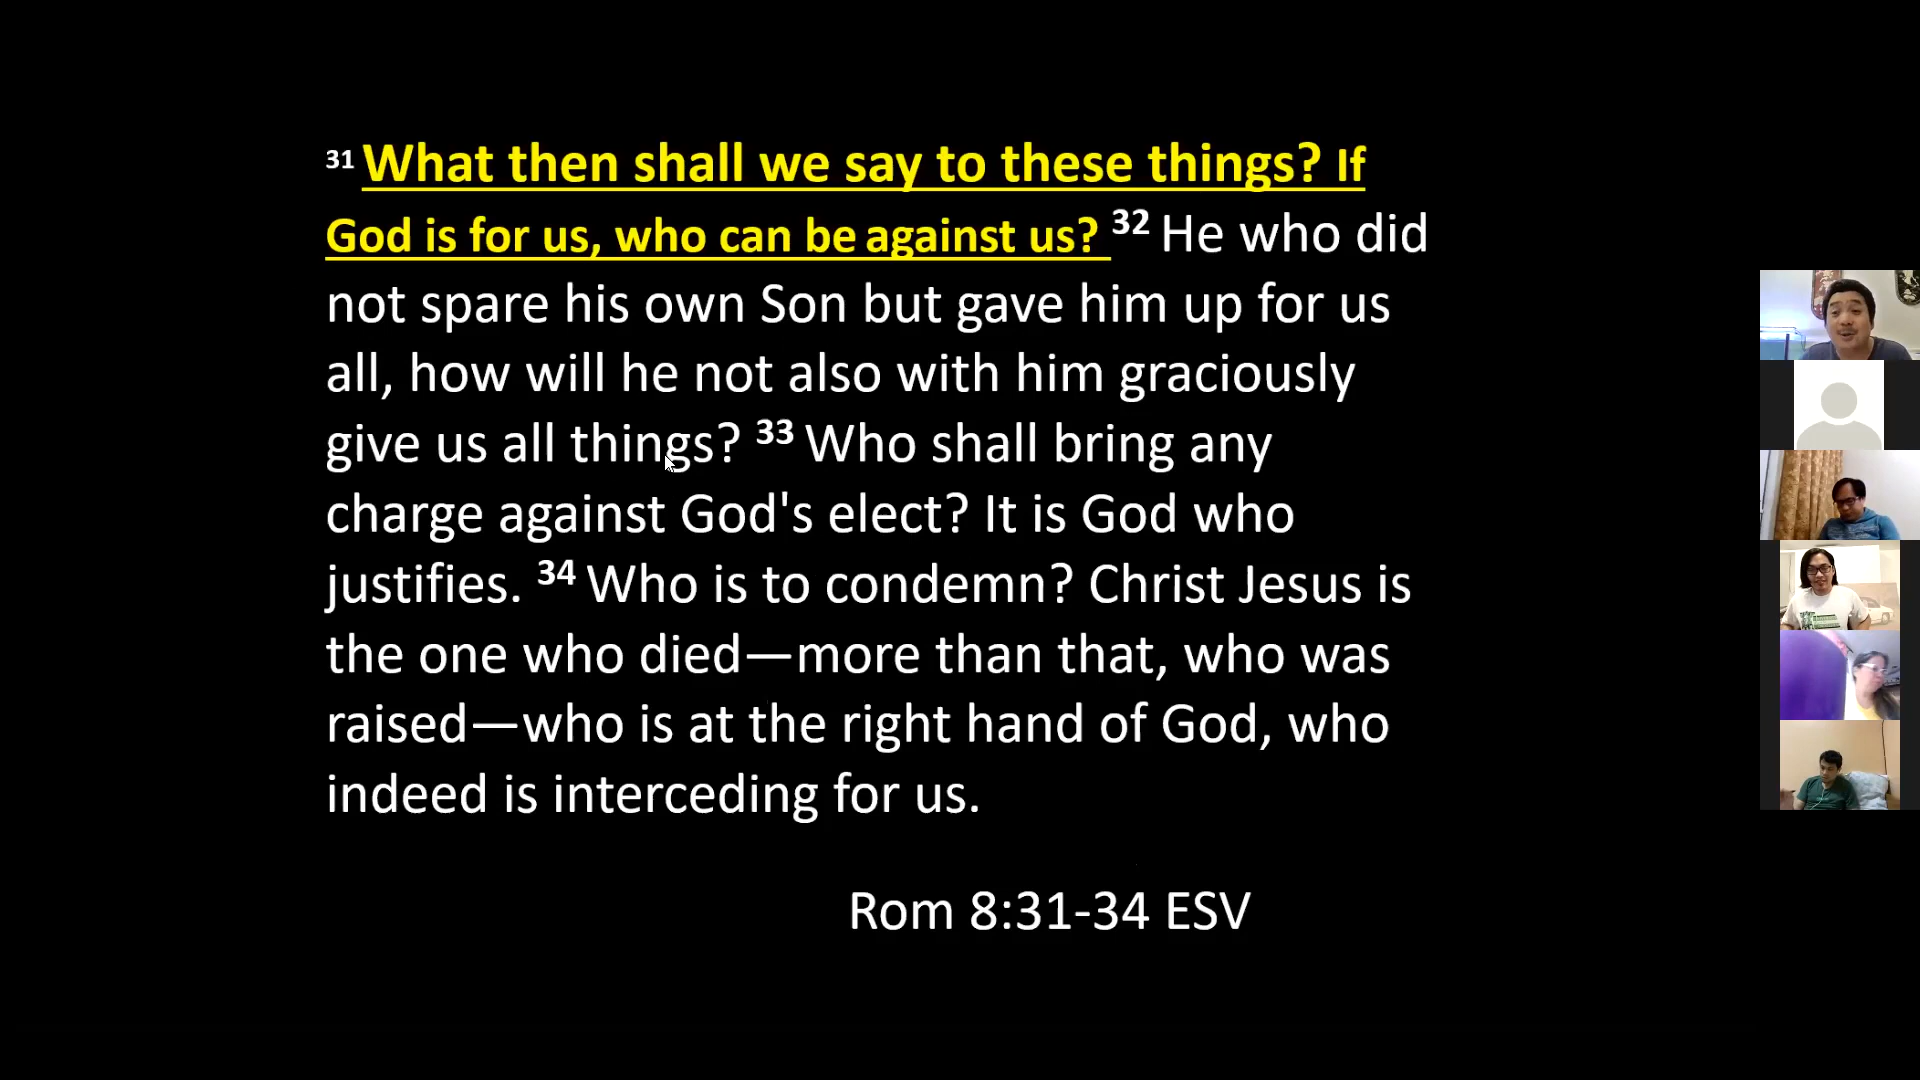 31 What then shall we say to these things? If
God is for us, who can be against us? 32 He who did
not spare his own Son but gave him up for us
all, how will he not also with him graciously
give us all things? 33 Who shall bring any
charge against God's elect? It is God who
justifies. 34 Who is to condemn? Christ Jesus is
the one who died—more than that, who was
raised—who is at the right hand of God, who
indeed is interceding for us.
Rom 8:31-34 ESV